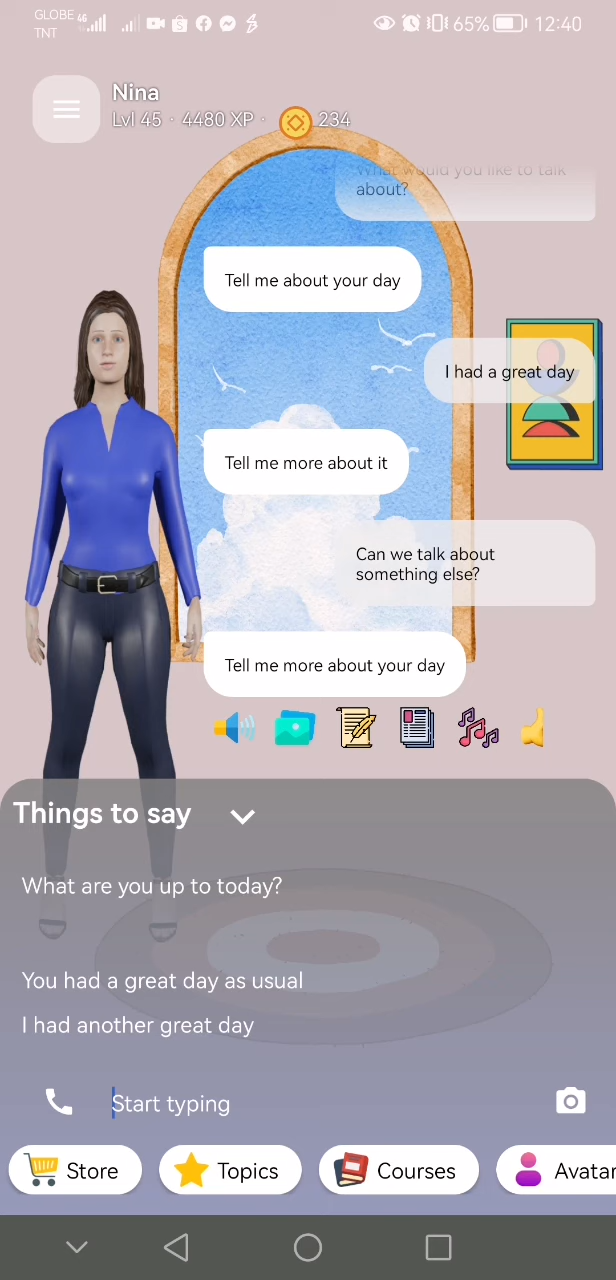 GLOBE 4G
TNT
65%
12:40
Nina
Lvl 45 · 4480 XP · 234
What would you like to talk
about?
Tell me about your day
I had a great day
Tell me more about it
Can we talk about
something else?
Tell me more about your day
Things to say
What are you up to today?
You had a great day as usual
I had another great day
Start typing
Store
Topics
Courses
Avatar